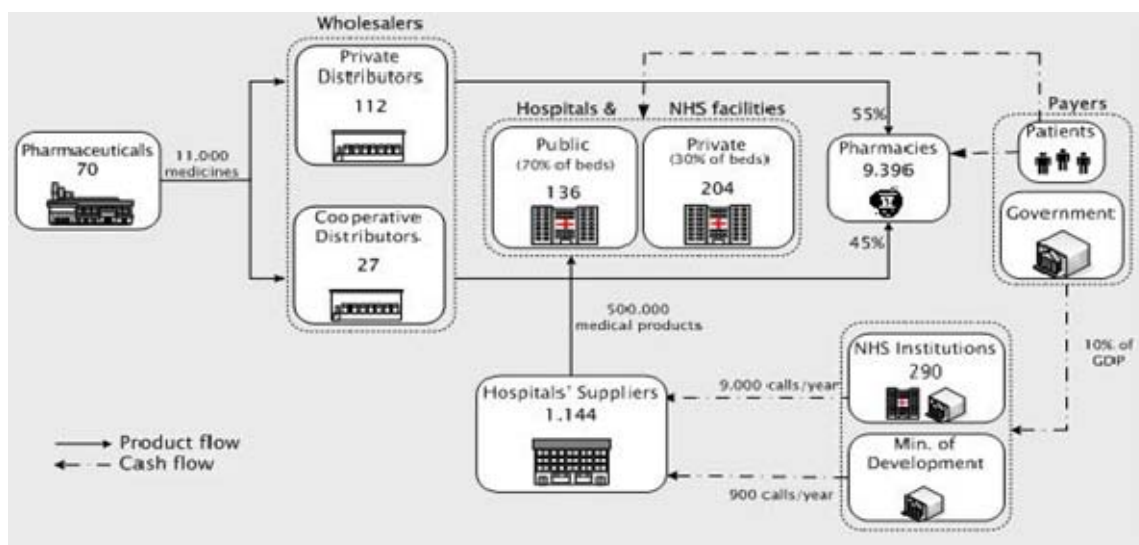 Wholesalers
Private
Distributors
112
Pharmaceuticals
70
11.000
medicines
Cooperative
Distributors
27
Hospitals &
NHS facilities
Public
(70% of beds)
136
Private
(30% of beds)
204
55%
Pharmacies
9.396
45%
Payers
Patients
Government
500.000
medical products
10% of
GDP
Hospitals' Suppliers
1.144
9.000 calls/year
900 calls/year
NHS Institutions
290
Min. of
Development
Product flow
Cash flow